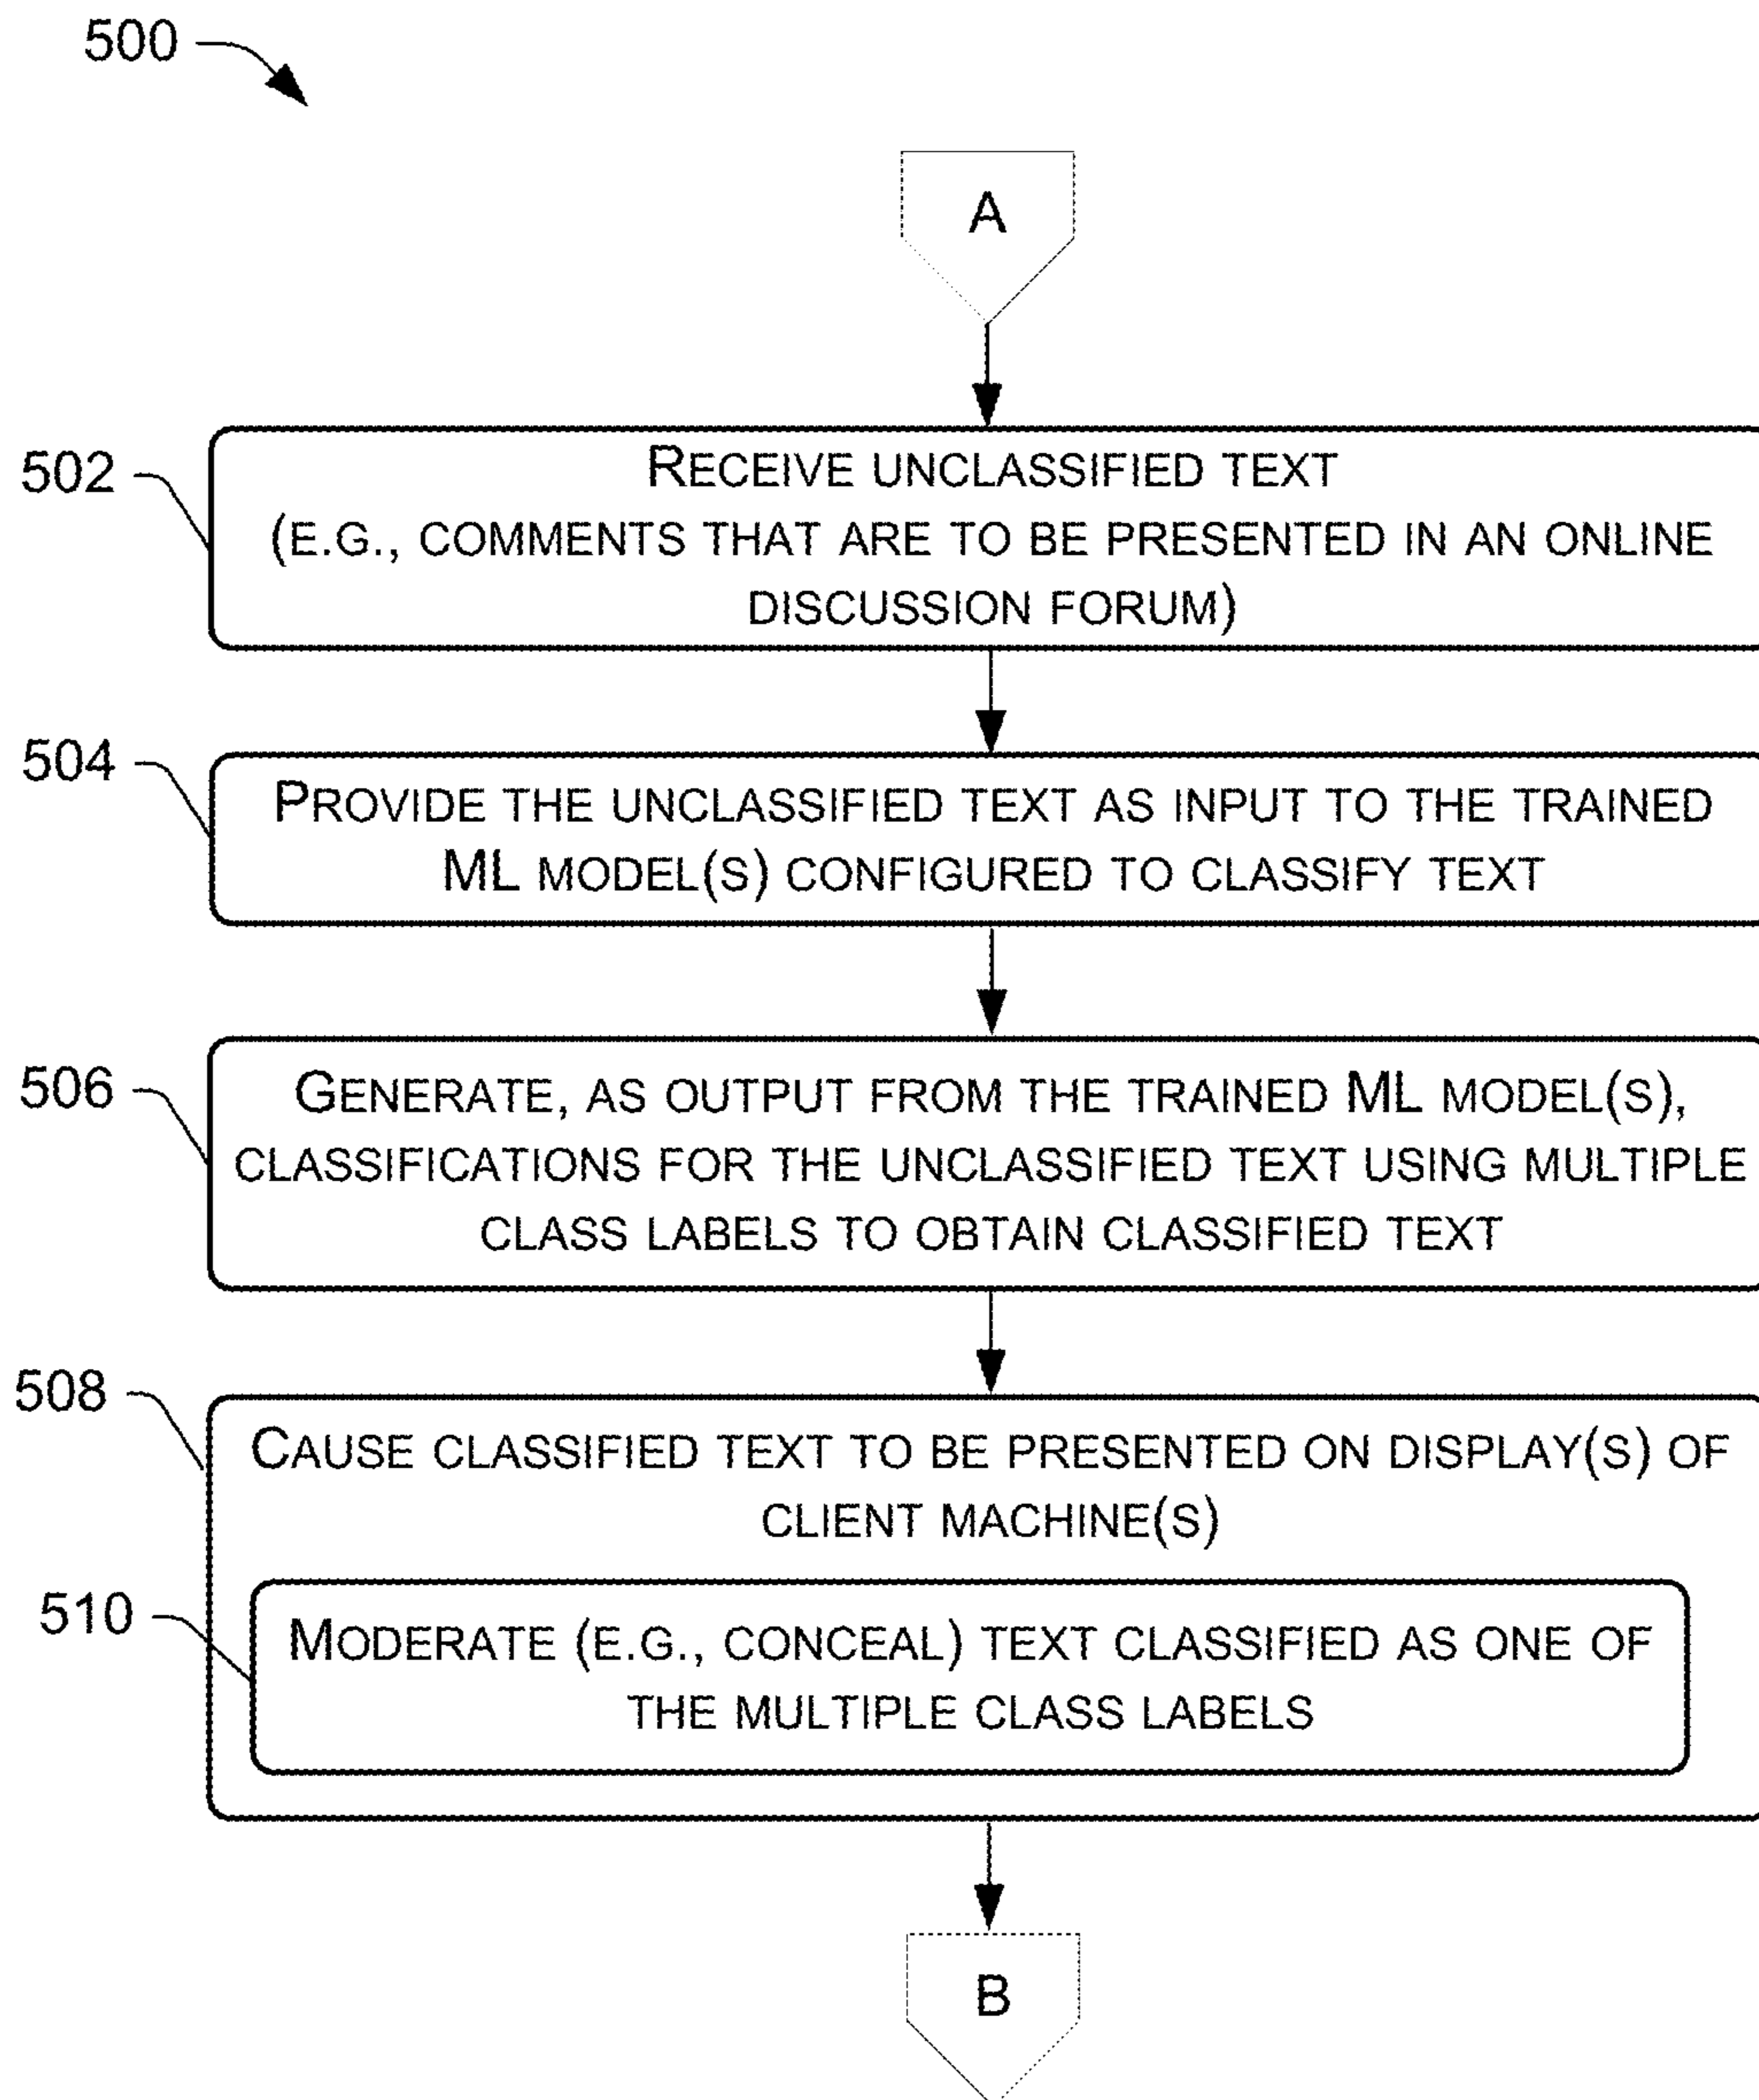 500
A
502
RECEIVE UNCLASSIFIED TEXT
(E.G., COMMENTS THAT ARE TO BE PRESENTED IN AN ONLINE
DISCUSSION FORUM)
504
PROVIDE THE UNCLASSIFIED TEXT AS INPUT TO THE TRAINED
ML MODEL(S) CONFIGURED TO CLASSIFY TEXT
506
GENERATE, AS OUTPUT FROM THE TRAINED ML MODEL(S),
CLASSIFICATIONS FOR THE UNCLASSIFIED TEXT USING MULTIPLE
CLASS LABELS TO OBTAIN CLASSIFIED TEXT
508
CAUSE CLASSIFIED TEXT TO BE PRESENTED ON DISPLAY(S) OF
CLIENT MACHINE(S)
510
MODERATE (E.G., CONCEAL) TEXT CLASSIFIED AS ONE OF
THE MULTIPLE CLASS LABELS
B